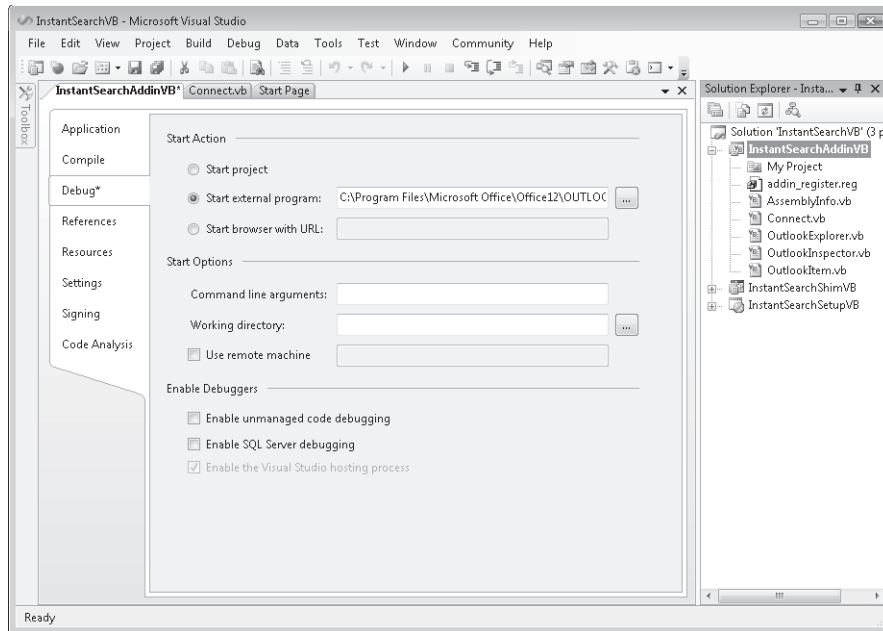 InstantSearchVB - Microsoft Visual Studio
File Edit View Project Build Debug Data Tools Test Window Community Help
Toolbox
InstantSearchAddinVB* Connect.vb Start Page
Application
Compile
Debug*
References
Resources
Settings
Signing
Code Analysis
Start Action
Start project
Start external program: C:\Program Files\Microsoft Office\Office12\OUTLOC ...
Start browser with URL:
Start Options
Command line arguments:
Working directory: ...
Use remote machine
Enable Debuggers
Enable unmanaged code debugging
Enable SQL Server debugging
Enable the Visual Studio hosting process
Solution Explorer - Insta...
Solution 'InstantSearchVB' (3 p
InstantSearchAddinVB
My Project
addin_register.reg
AssemblyInfo.vb
Connect.vb
OutlookExplorer.vb
OutlookInspector.vb
OutlookItem.vb
InstantSearchShimVB
InstantSearchSetupVB
Ready